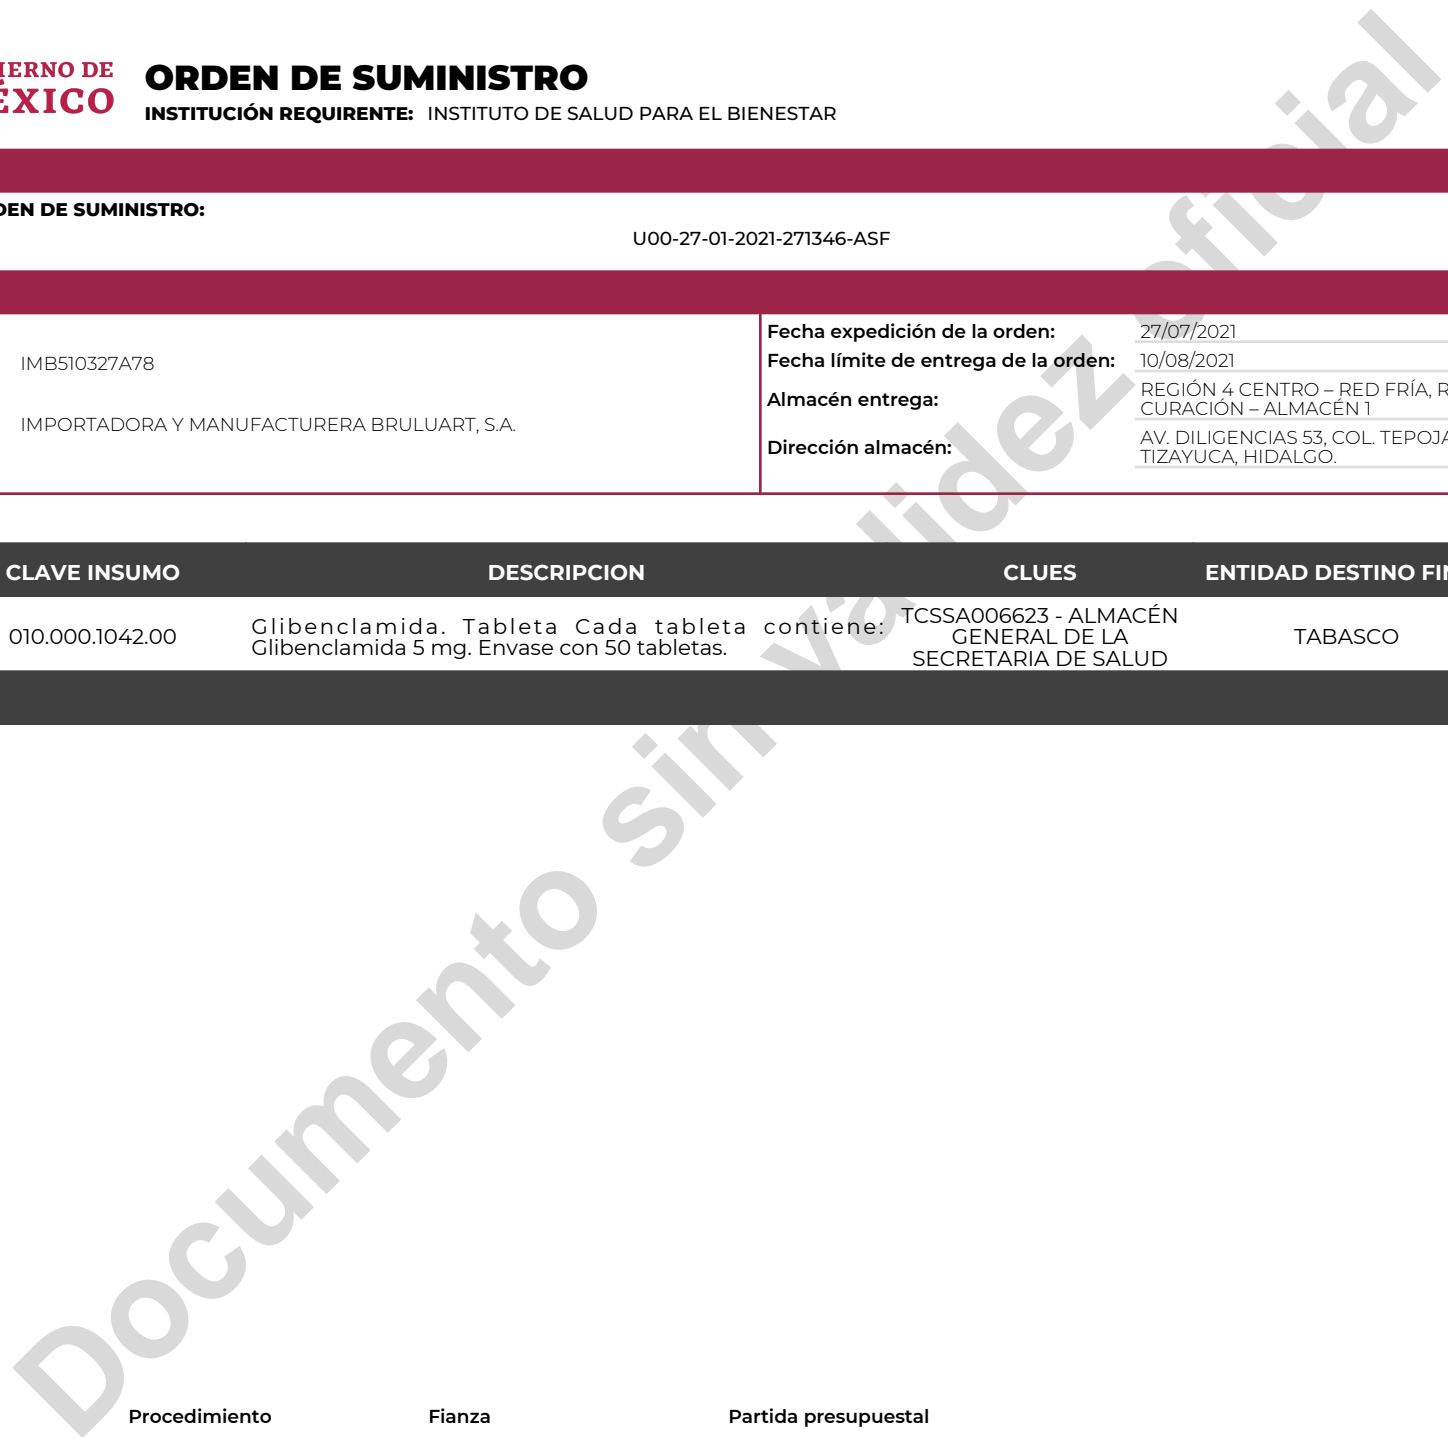 IERNO DE
ÉXICO
ORDEN DE SUMINISTRO
INSTITUCIÓN REQUIRENTE: INSTITUTO DE SALUD PARA EL BIENESTAR
DEN DE SUMINISTRO:
U00-27-01-2021-271346-ASF
IMB510327A78
IMPORTADORA Y MANUFACTURERA BRULUART, S.A.
Fecha expedición de la orden: 27/07/2021
Fecha límite de entrega de la orden: 10/08/2021
Almacén entrega: REGIÓN 4 CENTRO – RED FRÍA, R
CURACIÓN – ALMACÉN 1
Dirección almacén: AV. DILIGENCIAS 53, COL. TEPOJA
TIZAYUCA, HIDALGO.
CLAVE INSUMO DESCRIPCION CLUES ENTIDAD DESTINO FIN
010.000.1042.00
Glibenclamida. Tableta Cada tableta contiene:
Glibenclamida 5 mg. Envase con 50 tabletas.
TCSSA006623 - ALMACÉN
GENERAL DE LA
SECRETARIA DE SALUD
TABASCO
Documento sin validez oficial
Procedimiento Fianza Partida presupuestal